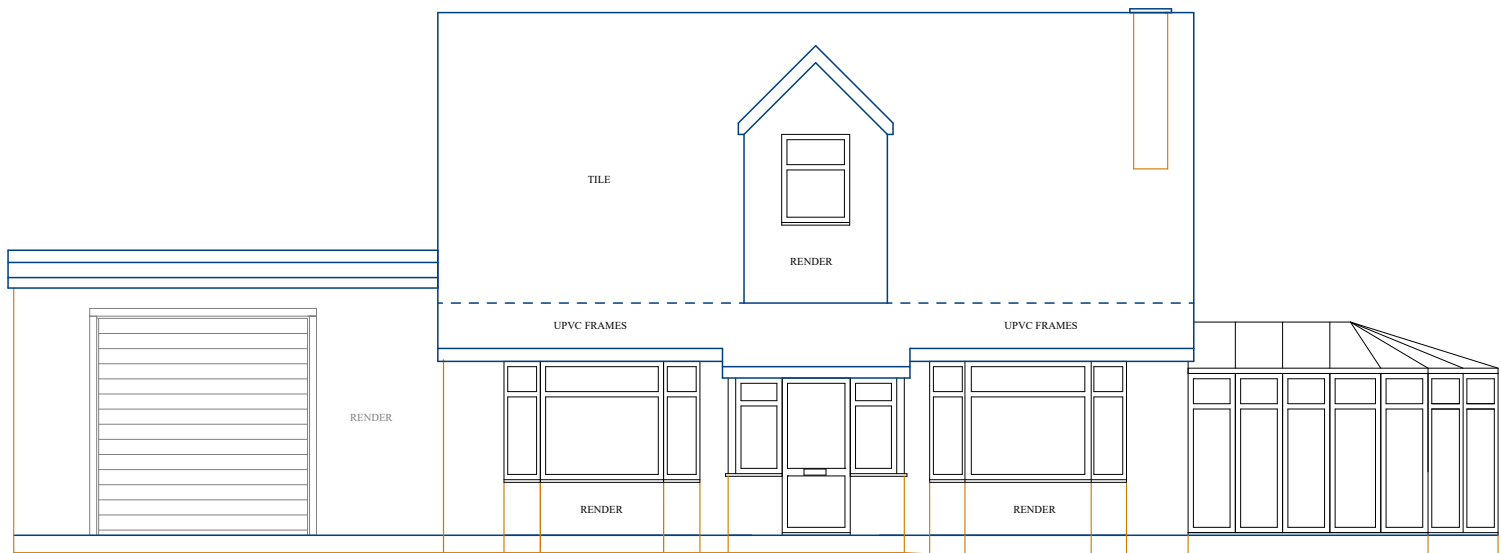 TILE
RENDER
UPVC FRAMES
UPVC FRAMES
RENDER
RENDER
RENDER